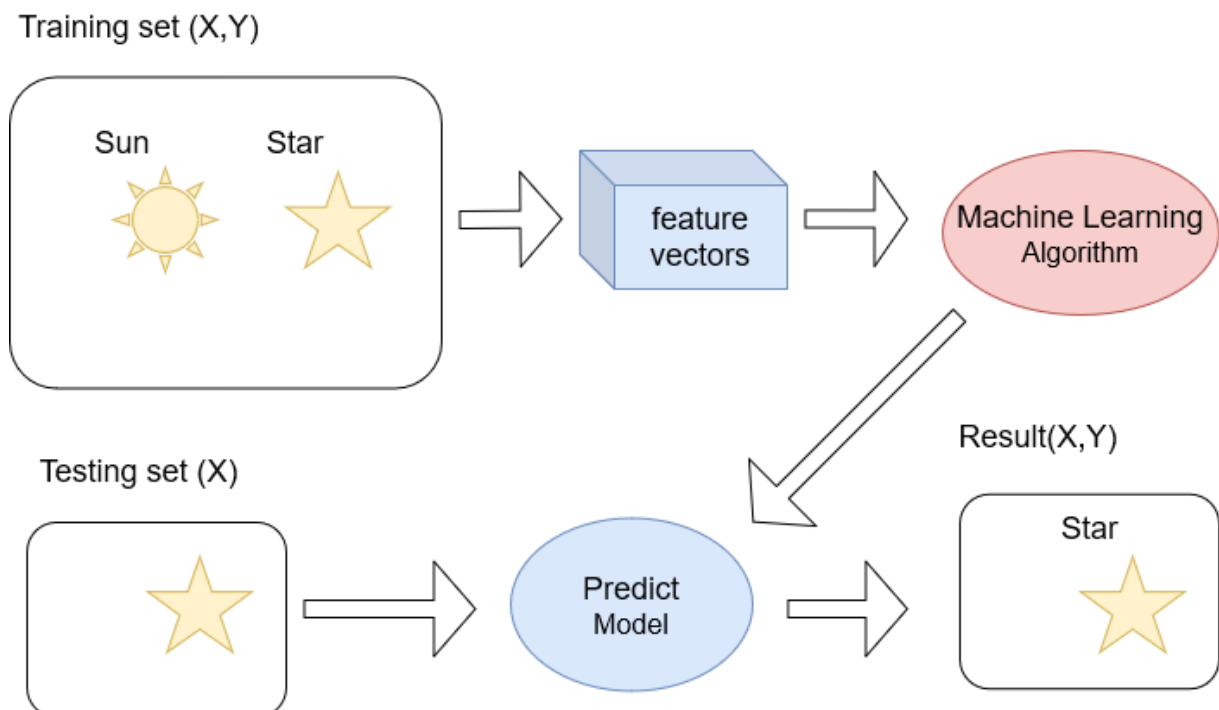 Training set (X,Y)
Sun
Star
feature
vectors
Machine Learning
Algorithm
Result(X,Y)
Testing set (X)
Star
Predict
Model